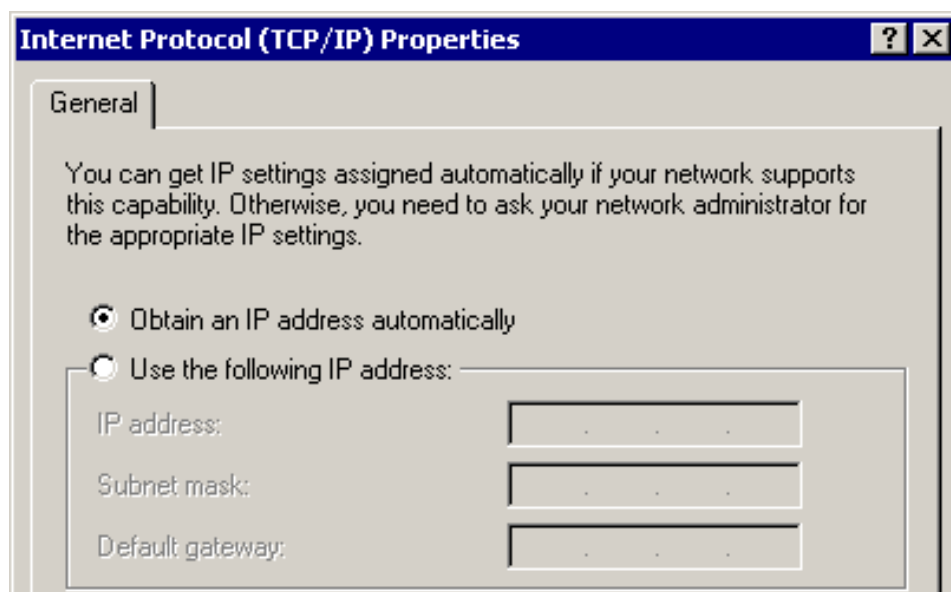 Internet Protocol (TCP/IP) Properties
General
You can get IP settings assigned automatically if your network supports
this capability. Otherwise, you need to ask your network administrator for
the appropriate IP settings.
Obtain an IP address automatically
Use the following IP address:
IP address:
Subnet mask:
Default gateway: